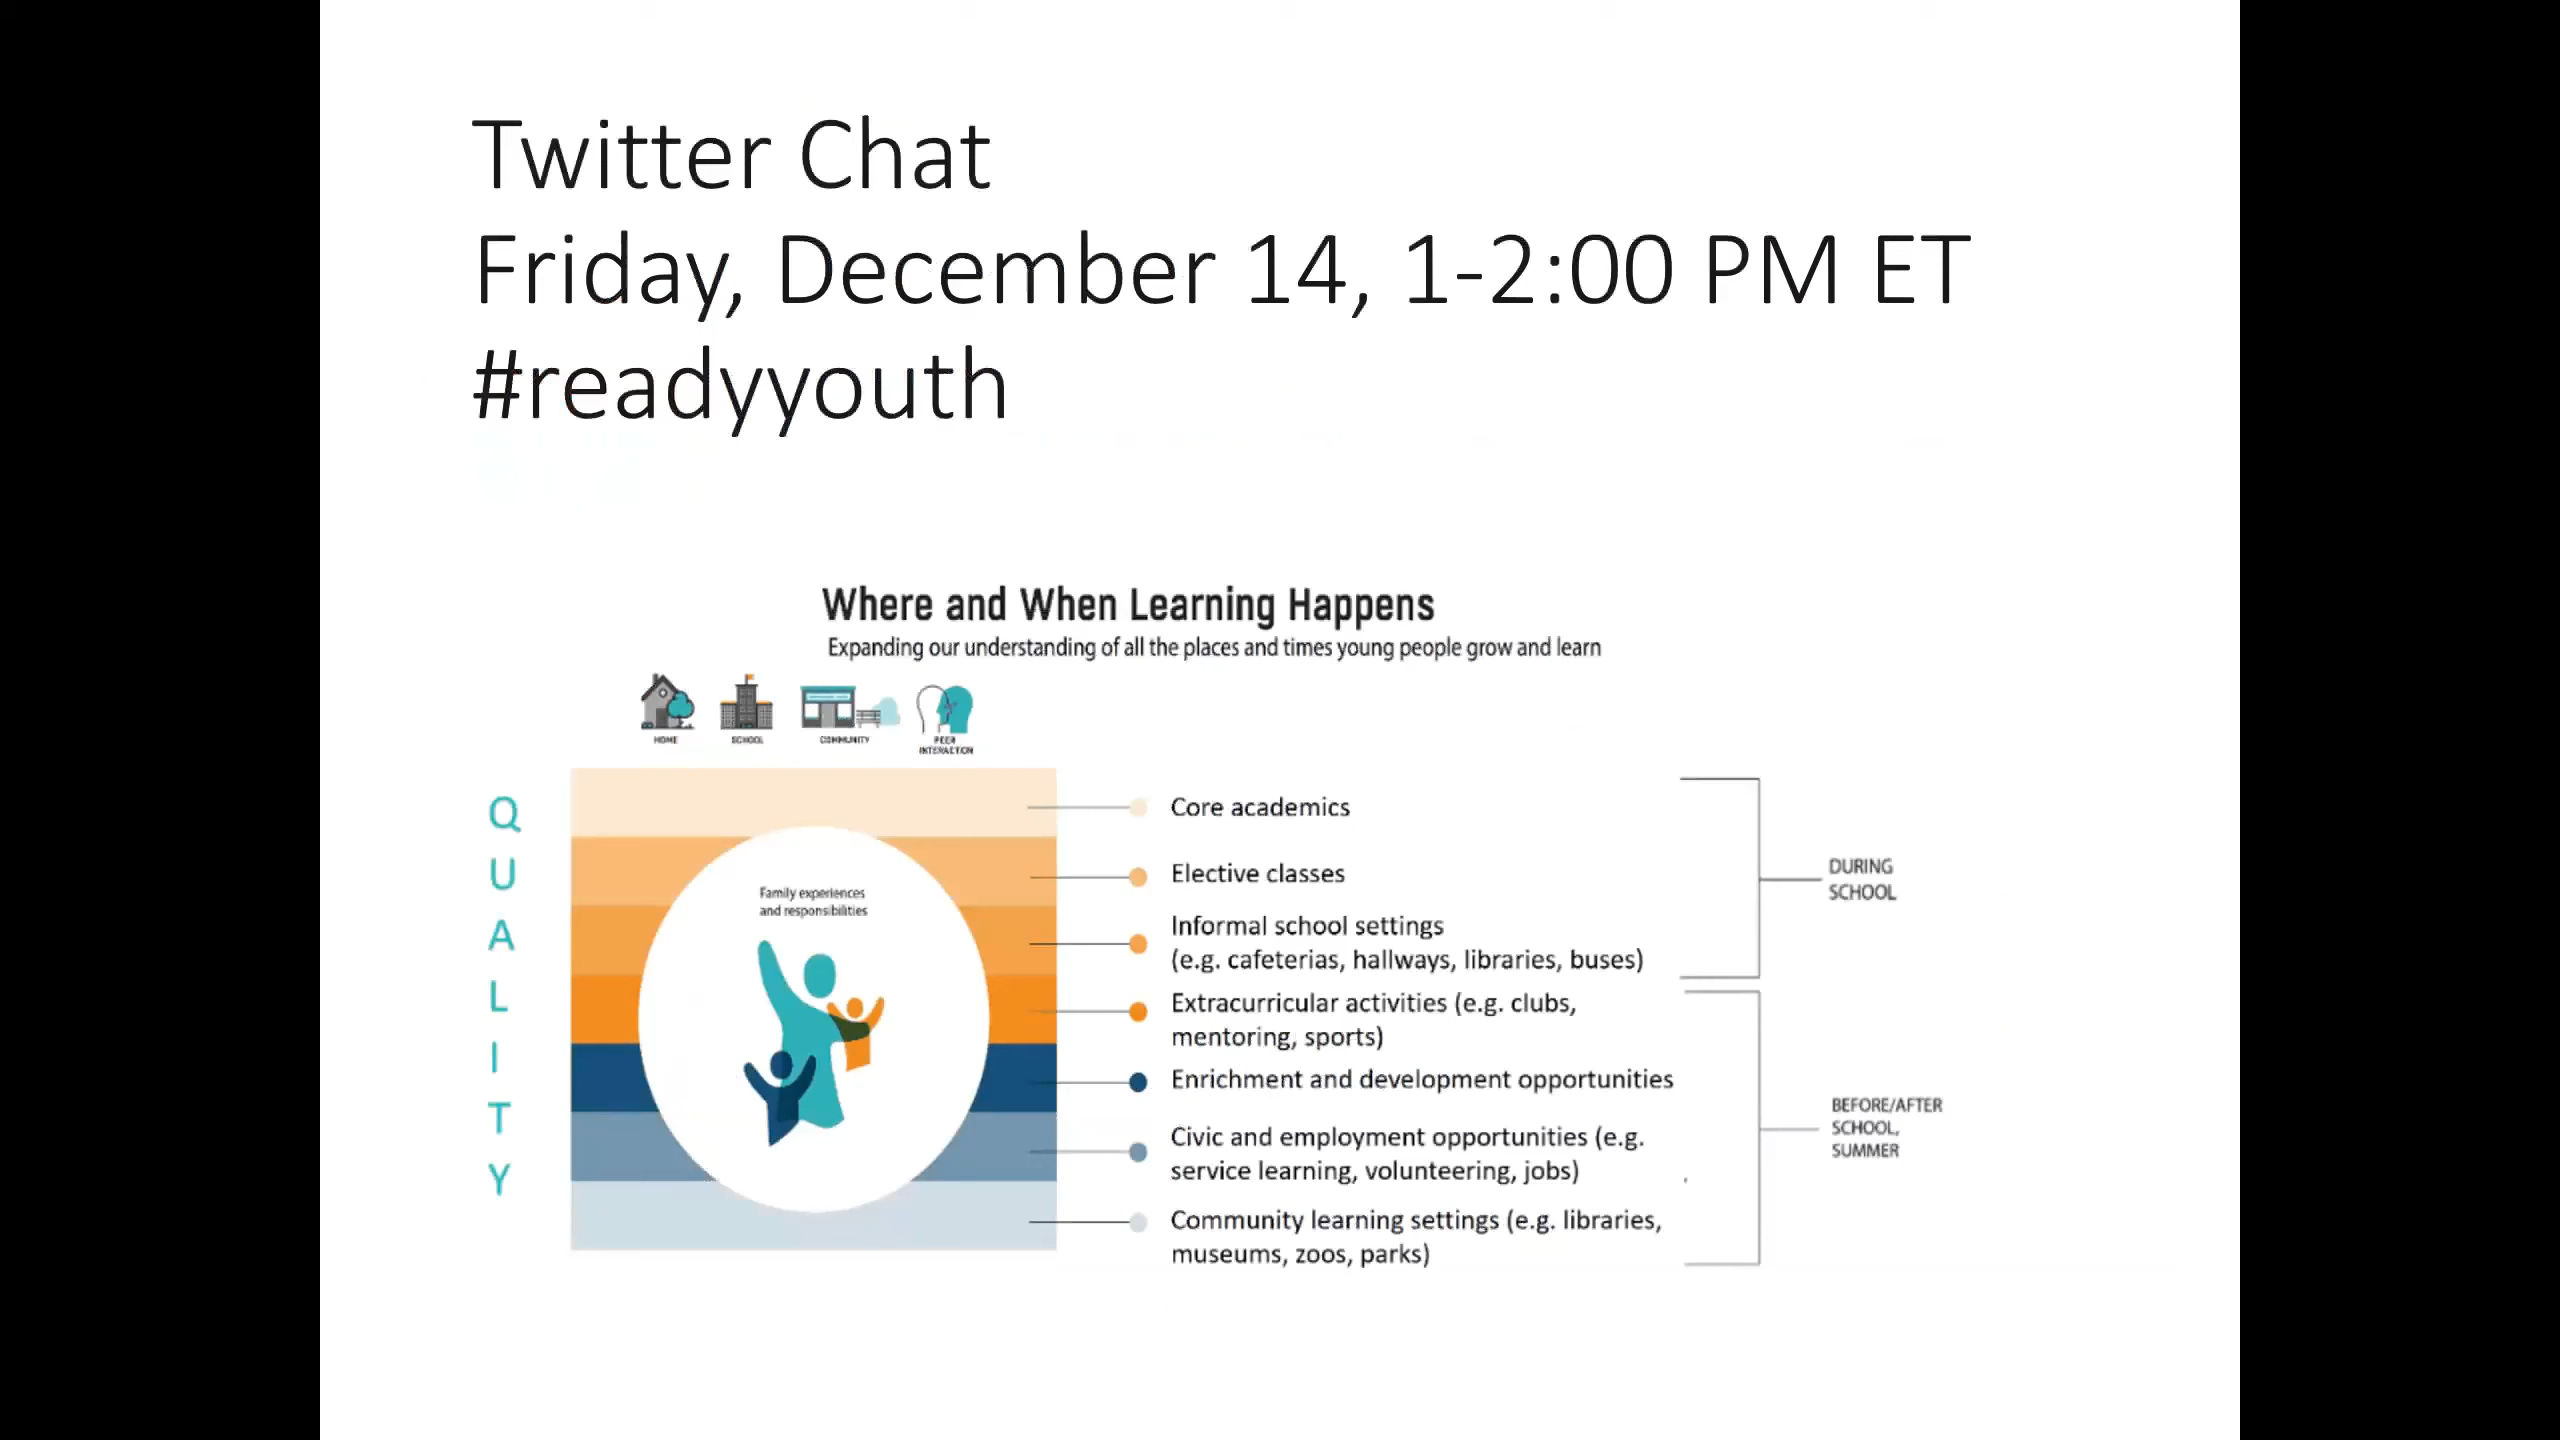 Twitter Chat
Friday, December 14, 1-2:00 PM ET
#readyyouth
Where and When Learning Happens
Expanding our understanding of all the places and times young people grow and learn
HOME
SCHOOL
COMMUNITY
PEER
INTERACTION
QUALITY
Family experiences
and responsibilities
Core academics
Elective classes
Informal school settings
(e.g. cafeterias, hallways, libraries, buses)
Extracurricular activities (e.g. clubs,
mentoring, sports)
Enrichment and development opportunities
Civic and employment opportunities (e.g.
service learning, volunteering, jobs)
Community learning settings (e.g. libraries,
museums, zoos, parks)
DURING
SCHOOL
BEFORE/AFTER
SCHOOL,
SUMMER